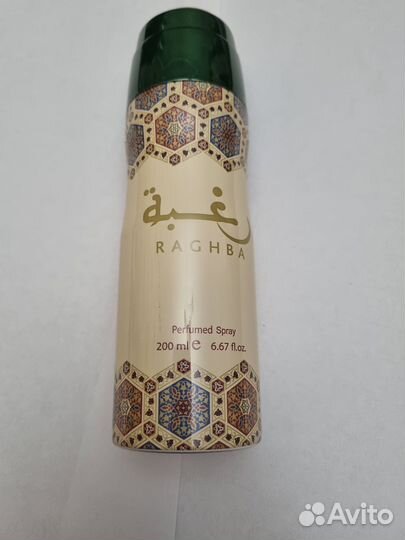 رغبة
RAGHBA
Perfumed Spray
200 ml e 6.67 fl.oz.
Avito